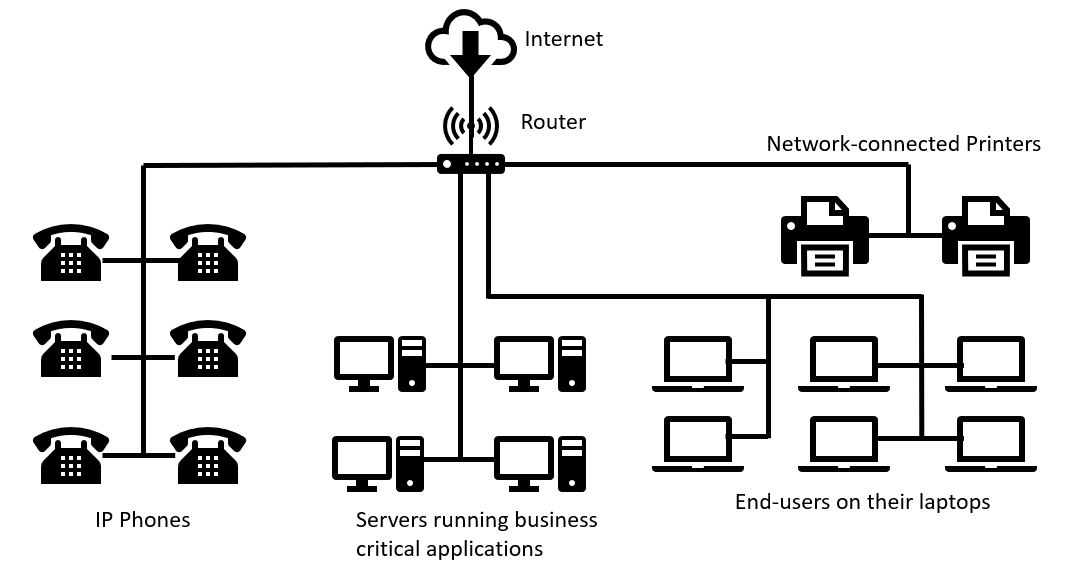 Internet
Router
Network-connected Printers
IP Phones
Servers running business
critical applications
End-users on their laptops